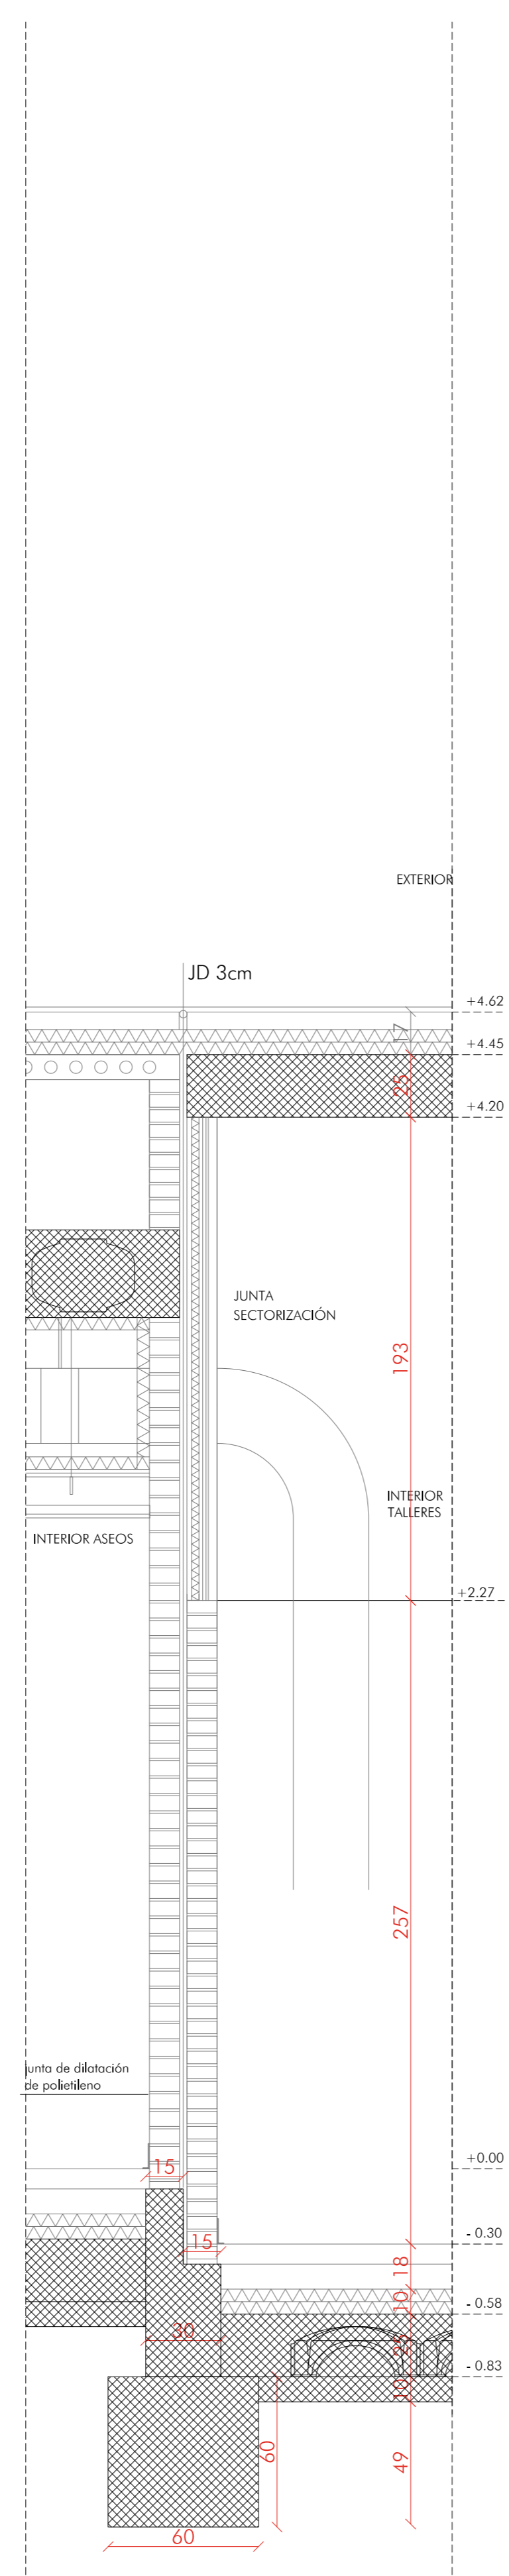 EXTERIOR
JD 3cm
+4.62
17
+4.45
25
+4.20
JUNTA
SECTORIZACIÓN
193
INTERIOR
TALLERES
INTERIOR ASEOS
+2.27
257
junta de dilatación
de polietileno
+0.00
15
15
- 0.30
18
10
- 0.58
30
25
- 0.83
10
60
49
60